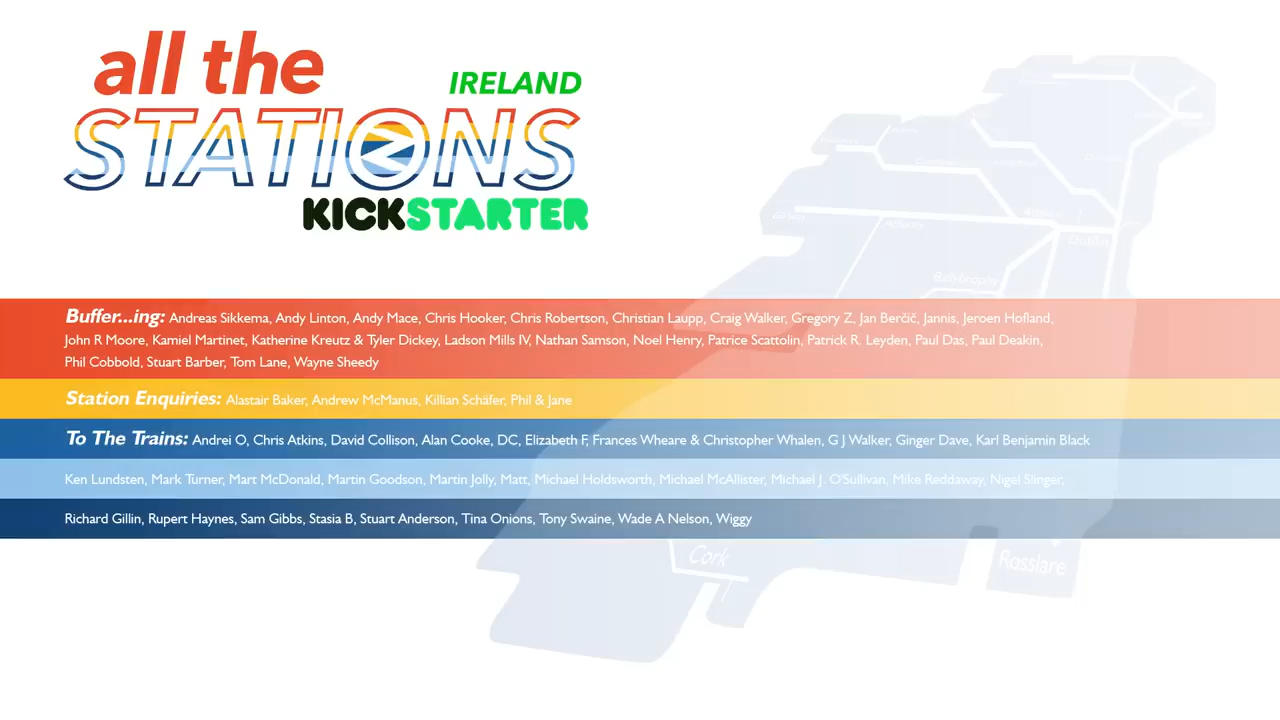 all the
IRELAND
STATIONS
KICKSTARTER
Buffer...ing: Andreas Sikkema, Andy Linton, Andy Mace, Chris Hooker, Chris Robertson, Christian Laupp, Craig Walker, Gregory Z, Jan Berčič, Jannis, Jeroen Hofland,
John R Moore, Kamiel Martinet, Katherine Kreutz & Tyler Dickey, Ladson Mills IV, Nathan Samson, Noel Henry, Patrice Scattolin, Patrick R. Leyden, Paul Das, Paul Deakin,
Phil Cobbold, Stuart Barber, Tom Lane, Wayne Sheedy
Station Enquiries: Alastair Baker, Andrew McManus, Killian Schäfer, Phil & Jane
To The Trains: Andrei O, Chris Atkins, David Collison, Alan Cooke, DC, Elizabeth F, Frances Wheare & Christopher Whalen, G J Walker, Ginger Dave, Karl Benjamin Black
Ken Lundsten, Mark Turner, Mart McDonald, Martin Goodson, Martin Jolly, Matt, Michael Holdsworth, Michael McAllister, Michael J. O'Sullivan, Mike Reddaway, Nigel Slinger,
Richard Gillin, Rupert Haynes, Sam Gibbs, Stasia B, Stuart Anderson, Tina Onions, Tony Swaine, Wade A Nelson, Wiggy
Galway
Athlone
Dublin
Ballybrophy
Cork
Rosslare